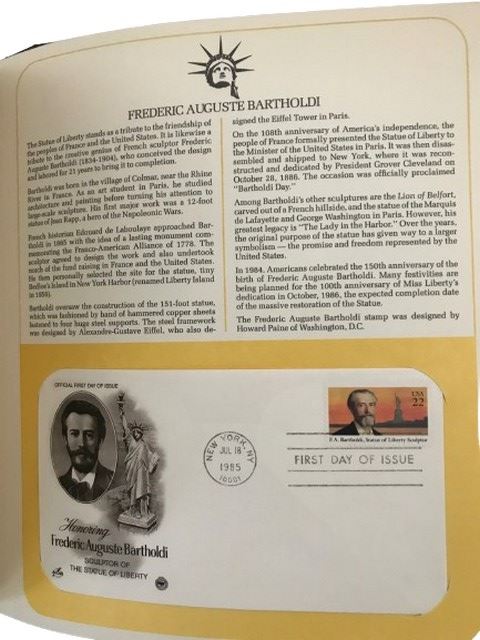 FREDERIC AUGUSTE BARTHOLDI
The Statue of Liberty stands as a tribute to the friendship of
the peoples of France and the United States. It is likewise a
tribute to the creative genius of French sculptor Frederic
Auguste Bartholdi (1834-1904), who conceived the design
and labored for 21 years to bring it to completion.
Bartholdi was born in the village of Colmar, near the Rhine
River in France. As an art student in Paris, he studied
architecture and painting before turning his attention to
large-scale sculpture. His first major work was a 12-foot
statue of Jean Rapp, a hero of the Napoleonic Wars.
French historian Edouard de Laboulaye approached Bar-
tholdi in 1865 with the idea of a lasting monument com-
memorating the Franco-American Alliance of 1778. The
sculptor agreed to design the work and also undertook
much of the fund raising in France and the United States.
He then personally selected the site for the statue, tiny
Bedloe's Island in New York Harbor (renamed Liberty Island
in 1956).
Bartholdi oversaw the construction of the 151-foot statue,
which was fashioned by hand of hammered copper sheets
fastened to four huge steel supports. The steel framework
was designed by Alexandre-Gustave Eiffel, who also de-
signed the Eiffel Tower in Paris.
On the 108th anniversary of America's independence, the
people of France formally presented the Statue of Liberty to
the Minister of the United States in Paris. It was then disas-
sembled and shipped to New York, where it was recon-
structed and dedicated by President Grover Cleveland on
October 28, 1886. The occasion was officially proclaimed
"Bartholdi Day."
Among Bartholdi's other sculptures are the Lion of Belfort,
carved out of a French hillside, and the statue of the Marquis
de Lafayette and George Washington in Paris. However, his
greatest legacy is "The Lady in the Harbor." Over the years,
the original purpose of the statue has given way to a larger
symbolism — the promise and freedom represented by the
United States.
In 1984, Americans celebrated the 150th anniversary of the
birth of Frederic Auguste Bartholdi. Many festivities are
being planned for the 100th anniversary of Miss Liberty's
dedication in October, 1986, the expected completion date
of the massive restoration of the Statue.
The Frederic Auguste Bartholdi stamp was designed by
Howard Paine of Washington, D.C.
OFFICIAL FIRST DAY OF ISSUE
USA
22
F.A. Bartholdi, Statue of Liberty Sculptor
NEW YORK, NY
JUL 18
1985
10001
FIRST DAY OF ISSUE
Honoring
Frederic Auguste Bartholdi
SCULPTOR OF
THE STATUE OF LIBERTY